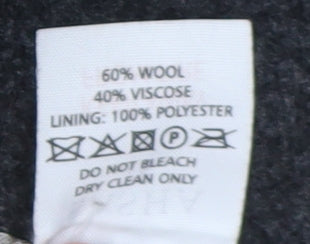 60% WOOL
40% VISCOSE
LINING: 100% POLYESTER
P
DO NOT BLEACH
DRY CLEAN ONLY